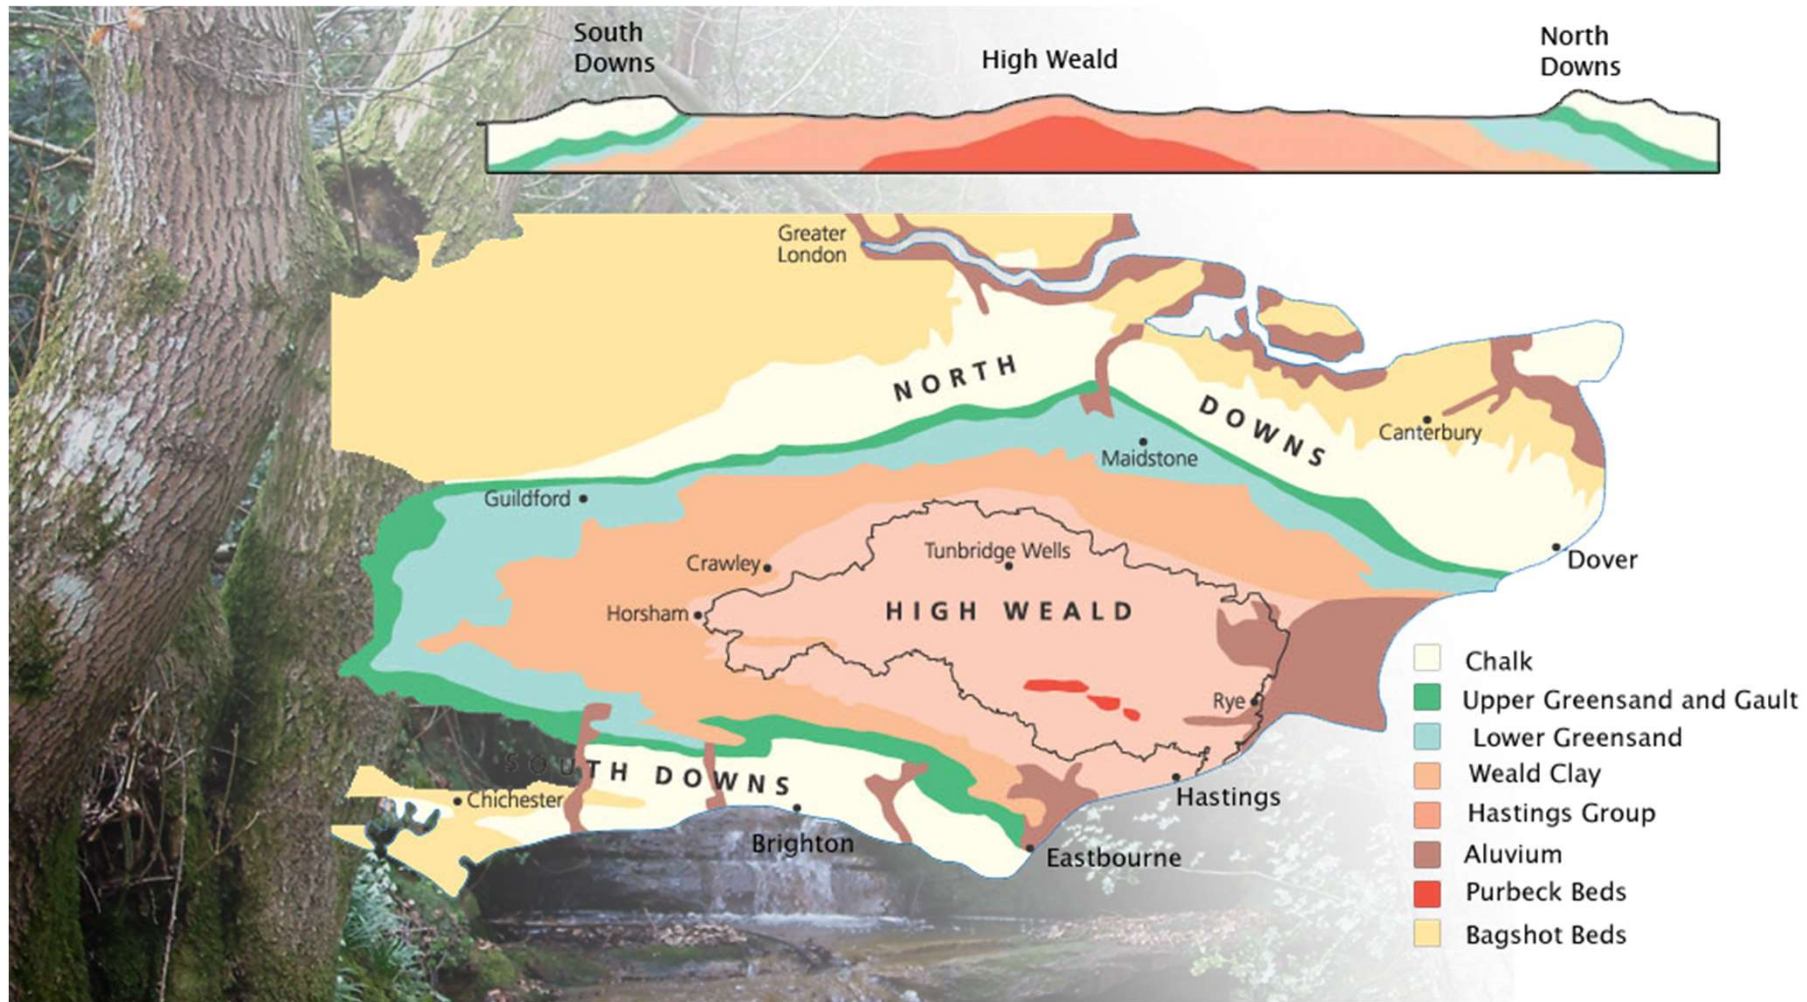 South
Downs
High Weald
North
Downs
Greater
London
NORTH
DOWNS
Canterbury
Maidstone
Guildford
Dover
Tunbridge Wells
Crawley
HIGH WEALD
Horsham
Rye
SOUTH DOWNS
Chichester
Hastings
Brighton
Eastbourne
Chalk
Upper Greensand and Gault
Lower Greensand
Weald Clay
Hastings Group
Aluvium
Purbeck Beds
Bagshot Beds